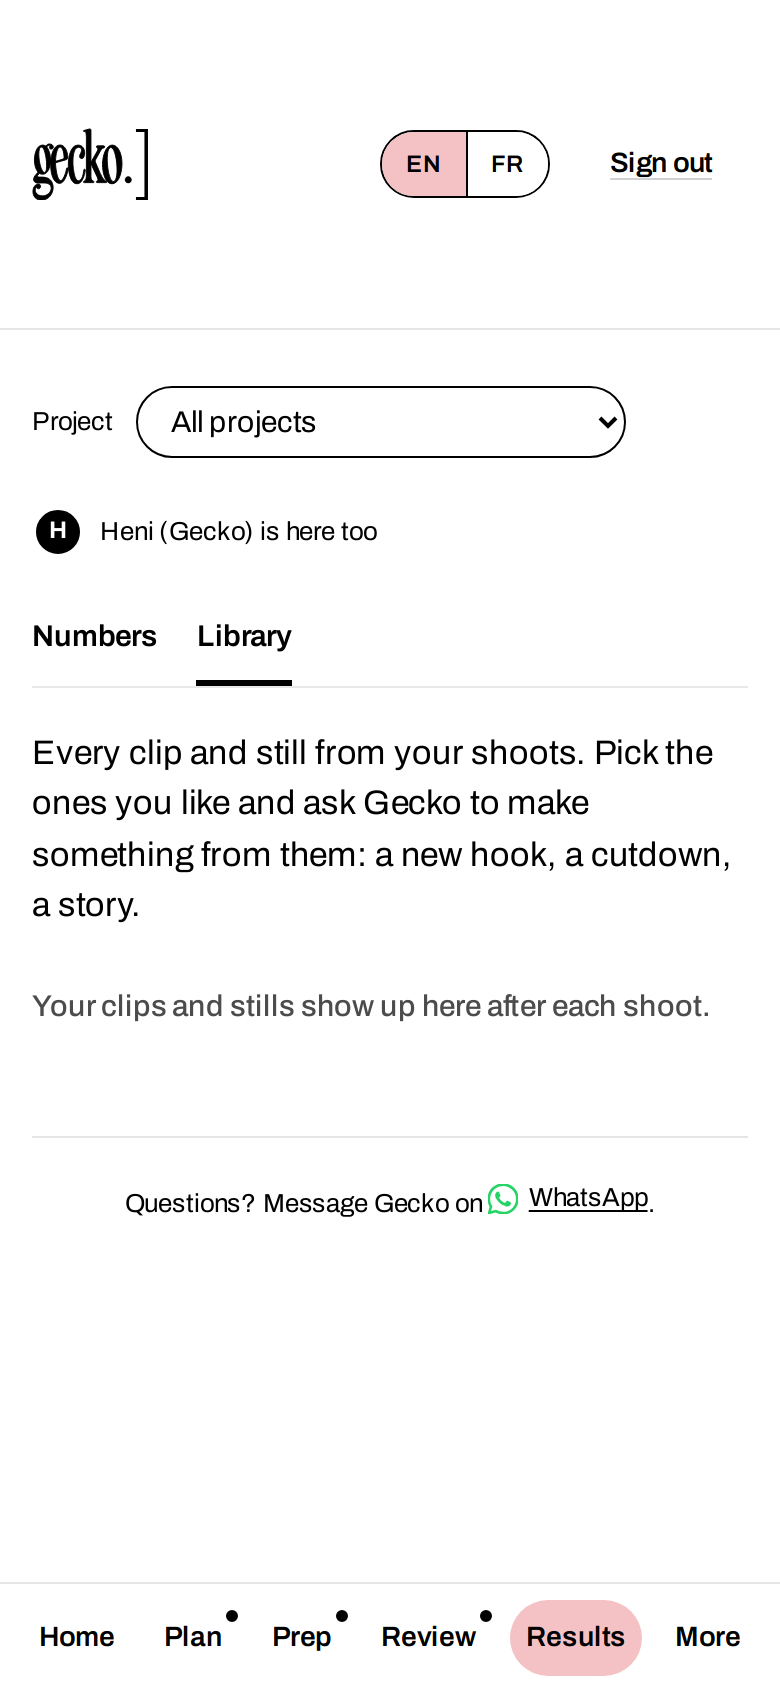 gecko.]
EN FR Sign out
Project All projects
H Heni (Gecko) is here too
Numbers Library
Every clip and still from your shoots. Pick the
ones you like and ask Gecko to make
something from them: a new hook, a cutdown,
a story.
Your clips and stills show up here after each shoot.
Questions? Message Gecko on WhatsApp.
Home Plan Prep Review Results More